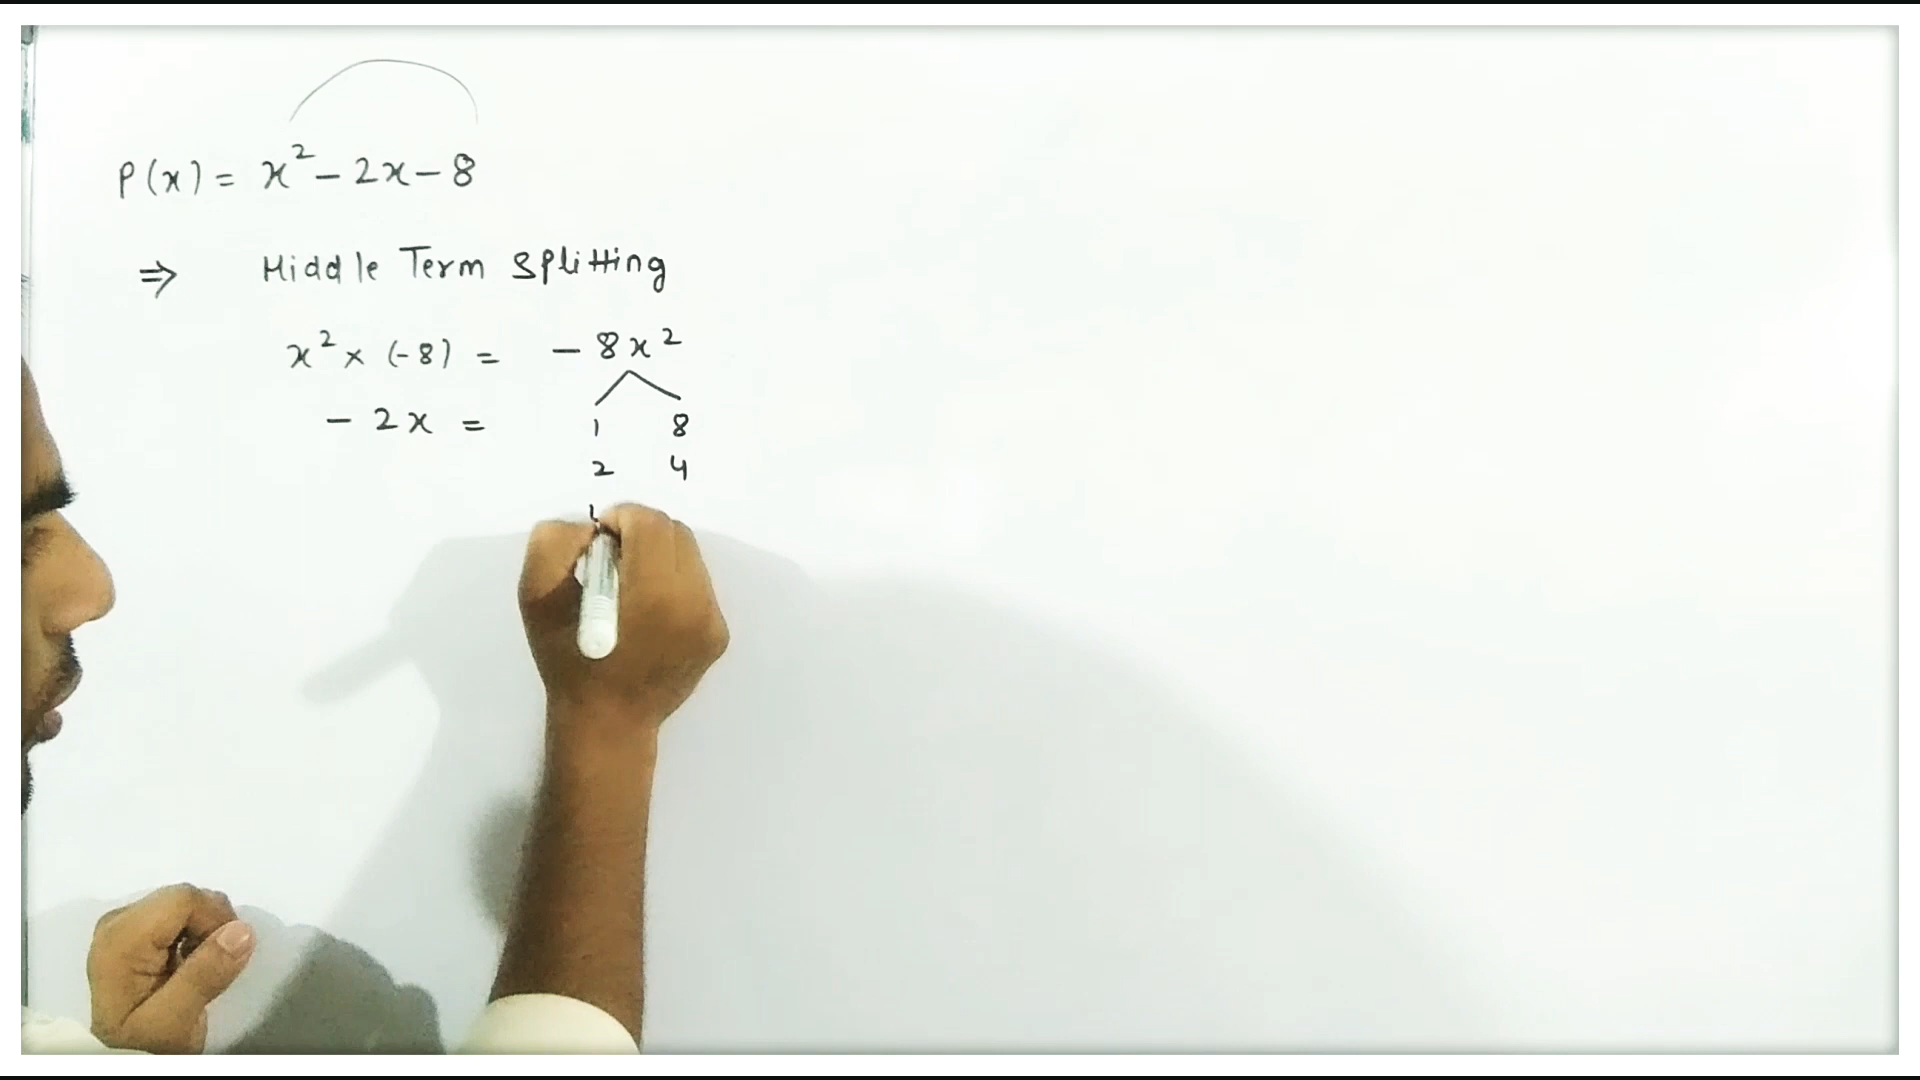 P(x) = x² - 2x - 8
⇒ Middle Term Splitting
x² × (-8) = - 8x²
- 2x = 1 8
2 4